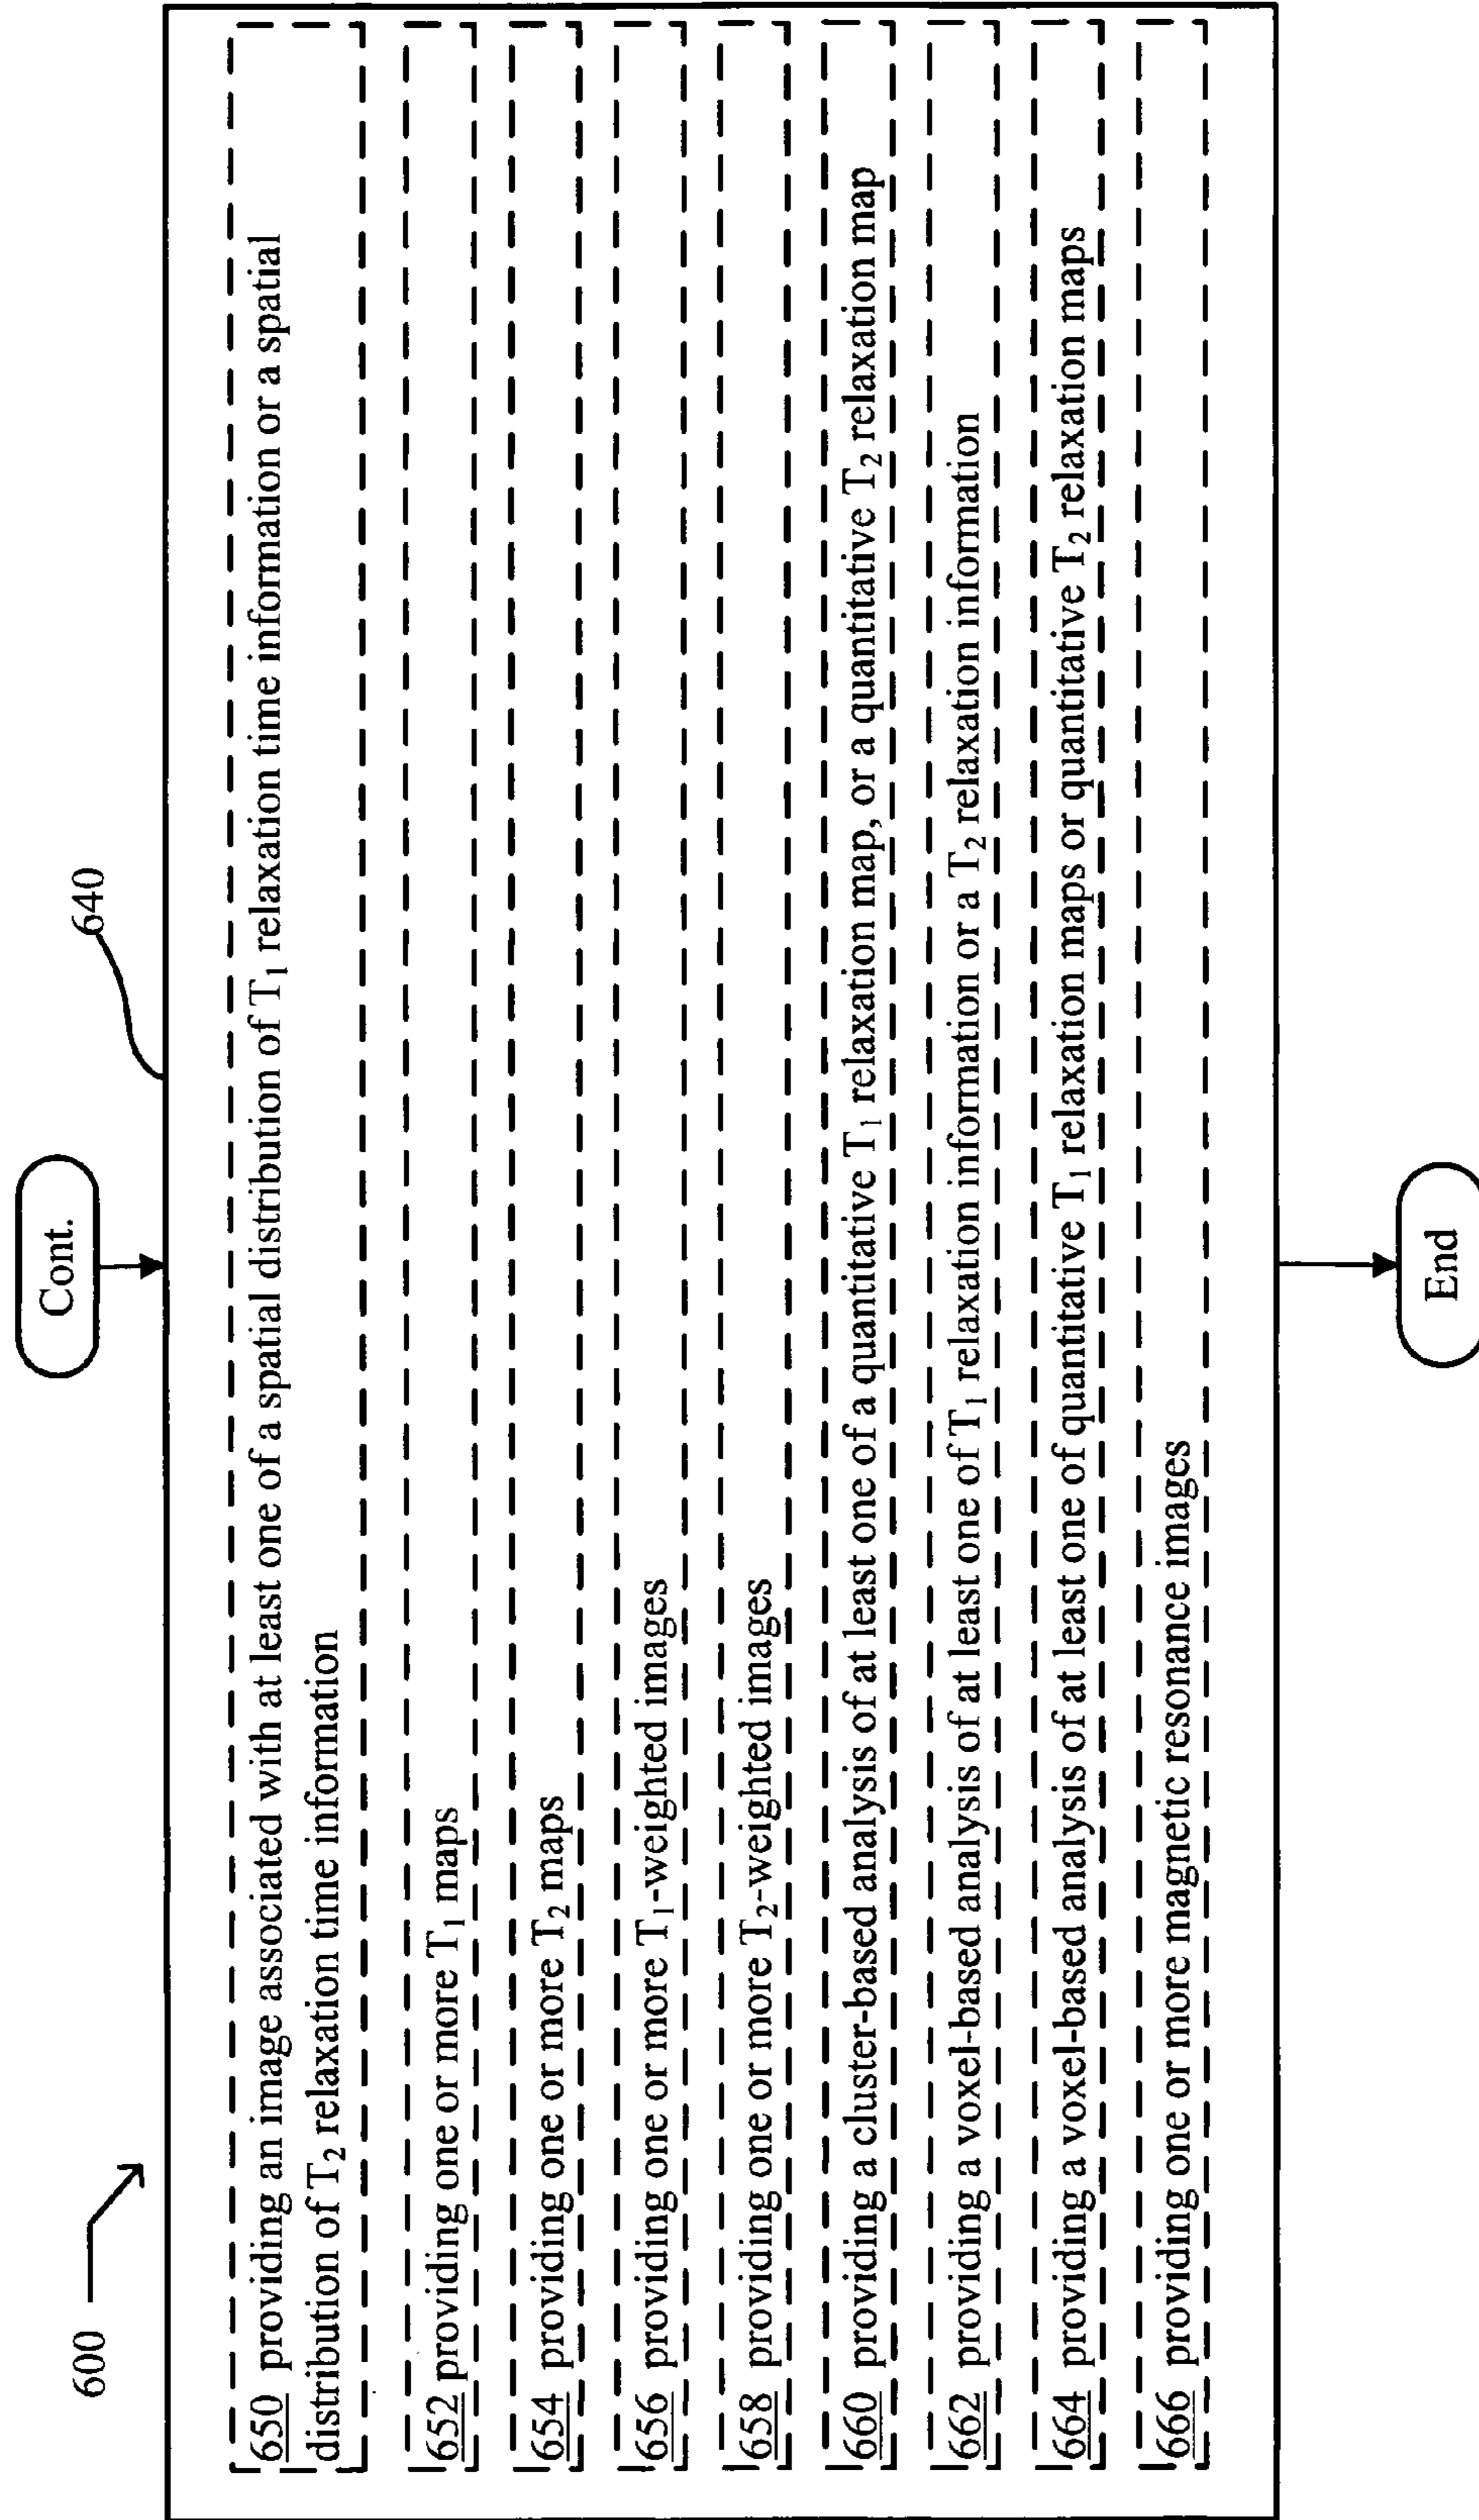 600
Cont.
640
650 providing an image associated with at least one of a spatial distribution of T₁ relaxation time information or a spatial
distribution of T₂ relaxation time information
652 providing one or more T₁ maps
654 providing one or more T₂ maps
656 providing one or more T₁-weighted images
658 providing one or more T₂-weighted images
660 providing a cluster-based analysis of at least one of a quantitative T₁ relaxation map, or a quantitative T₂ relaxation map
662 providing a voxel-based analysis of at least one of T₁ relaxation information or a T₂ relaxation information
664 providing a voxel-based analysis of at least one of quantitative T₁ relaxation maps or quantitative T₂ relaxation maps
666 providing one or more magnetic resonance images
End